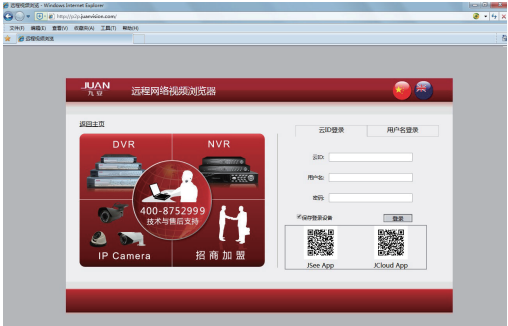 远程视频浏览 - Windows Internet Explorer
http://p2p.juanvision.com/
文件(F) 编辑(E) 查看(V) 收藏夹(A) 工具(T) 帮助(H)
远程视频浏览
JUAN
九安
远程网络视频浏览器
返回主页
DVR
NVR
400-8752999
技术与售后支持
IP Camera
招商加盟
云ID登录
用户名登录
云ID:
用户名:
密码:
保存登录设备
登录
JSee App
JCloud App